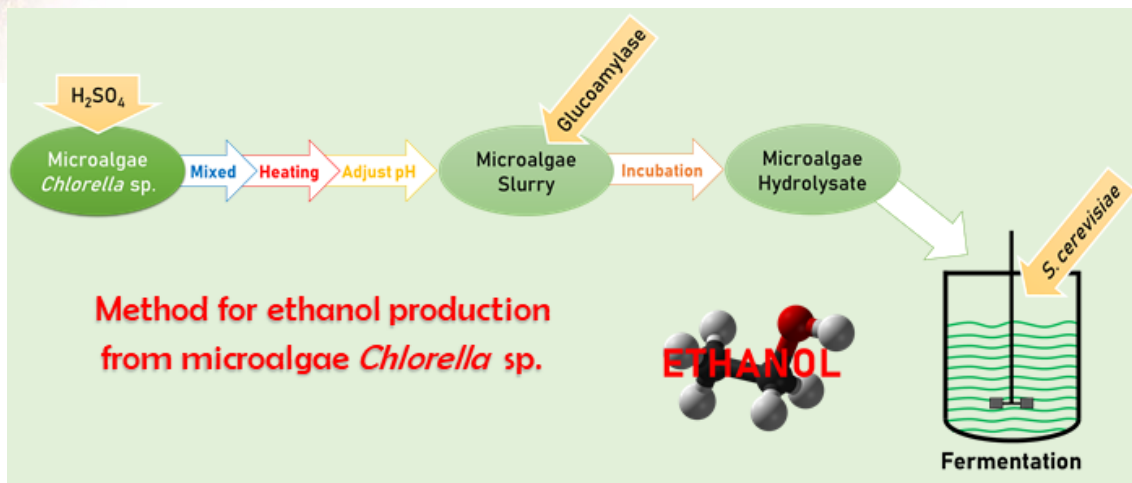 H₂SO₄
Microalgae
Chlorella sp.
Mixed
Heating
Adjust pH
Glucoamylase
Microalgae
Slurry
Incubation
Microalgae
Hydrolysate
S. cerevisiae
Method for ethanol production
from microalgae Chlorella sp.
ETHANOL
Fermentation